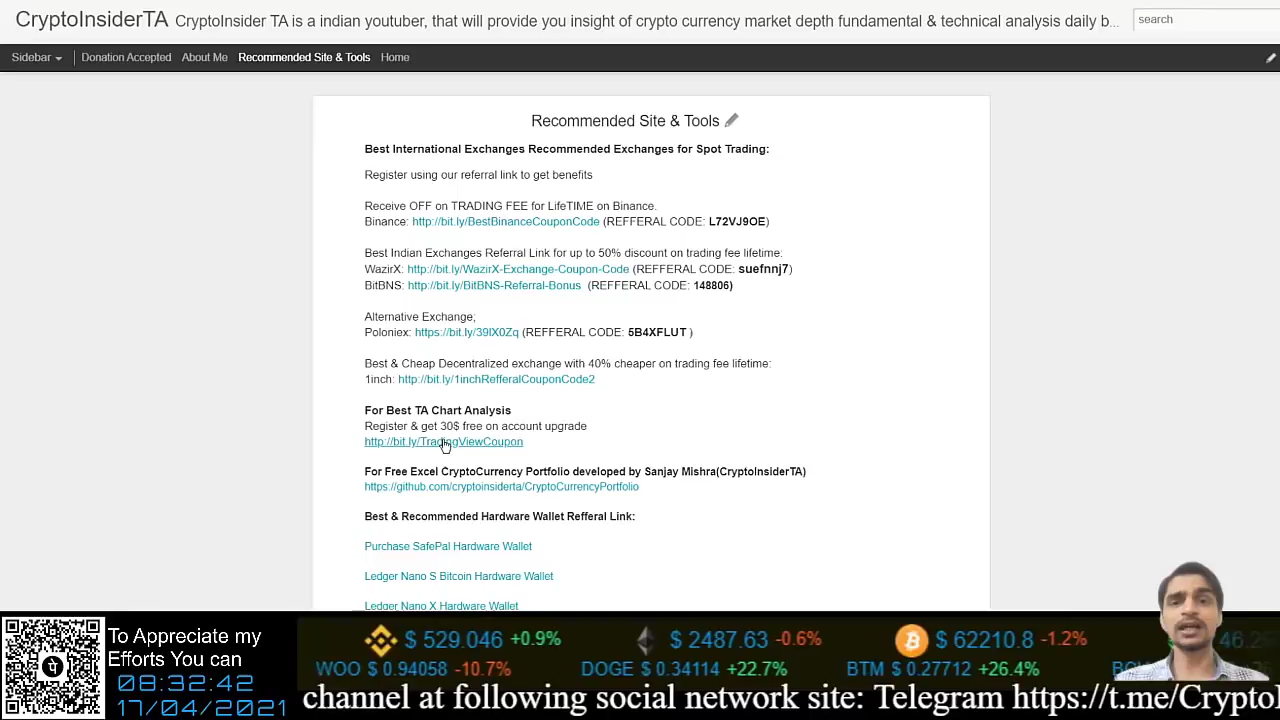 CryptoInsiderTA CryptoInsider TA is a indian youtuber, that will provide you insight of crypto currency market depth fundamental & technical analysis daily b...
search
Sidebar Donation Accepted About Me Recommended Site & Tools Home
Recommended Site & Tools
Best International Exchanges Recommended Exchanges for Spot Trading:
Register using our referral link to get benefits
Receive OFF on TRADING FEE for LifeTIME on Binance.
Binance: http://bit.ly/BestBinanceCouponCode (REFFERAL CODE: L72VJ9OE)
Best Indian Exchanges Referral Link for up to 50% discount on trading fee lifetime:
WazirX: http://bit.ly/WazirX-Exchange-Coupon-Code (REFFERAL CODE: suefnnj7)
BitBNS: http://bit.ly/BitBNS-Referral-Bonus (REFFERAL CODE: 148806)
Alternative Exchange;
Poloniex: https://bit.ly/39IX0Zq (REFFERAL CODE: 5B4XFLUT )
Best & Cheap Decentralized exchange with 40% cheaper on trading fee lifetime:
1inch: http://bit.ly/1inchRefferalCouponCode2
For Best TA Chart Analysis
Register & get 30$ free on account upgrade
http://bit.ly/TradingViewCoupon
For Free Excel CryptoCurrency Portfolio developed by Sanjay Mishra(CryptoInsiderTA)
https://github.com/cryptoinsiderta/CryptoCurrencyPortfolio
Best & Recommended Hardware Wallet Refferal Link:
Purchase SafePal Hardware Wallet
Ledger Nano S Bitcoin Hardware Wallet
Ledger Nano X Hardware Wallet
To Appreciate my
Efforts You can
08:32:42
17/04/2021
$ 529.046 +0.9% $ 2487.63 -0.6% $ 62210.8 -1.2%
WOO $ 0.94058 -10.7% DOGE $ 0.34114 +22.7% BTM $ 0.27712 +26.4%
channel at following social network site: Telegram https://t.me/Crypto